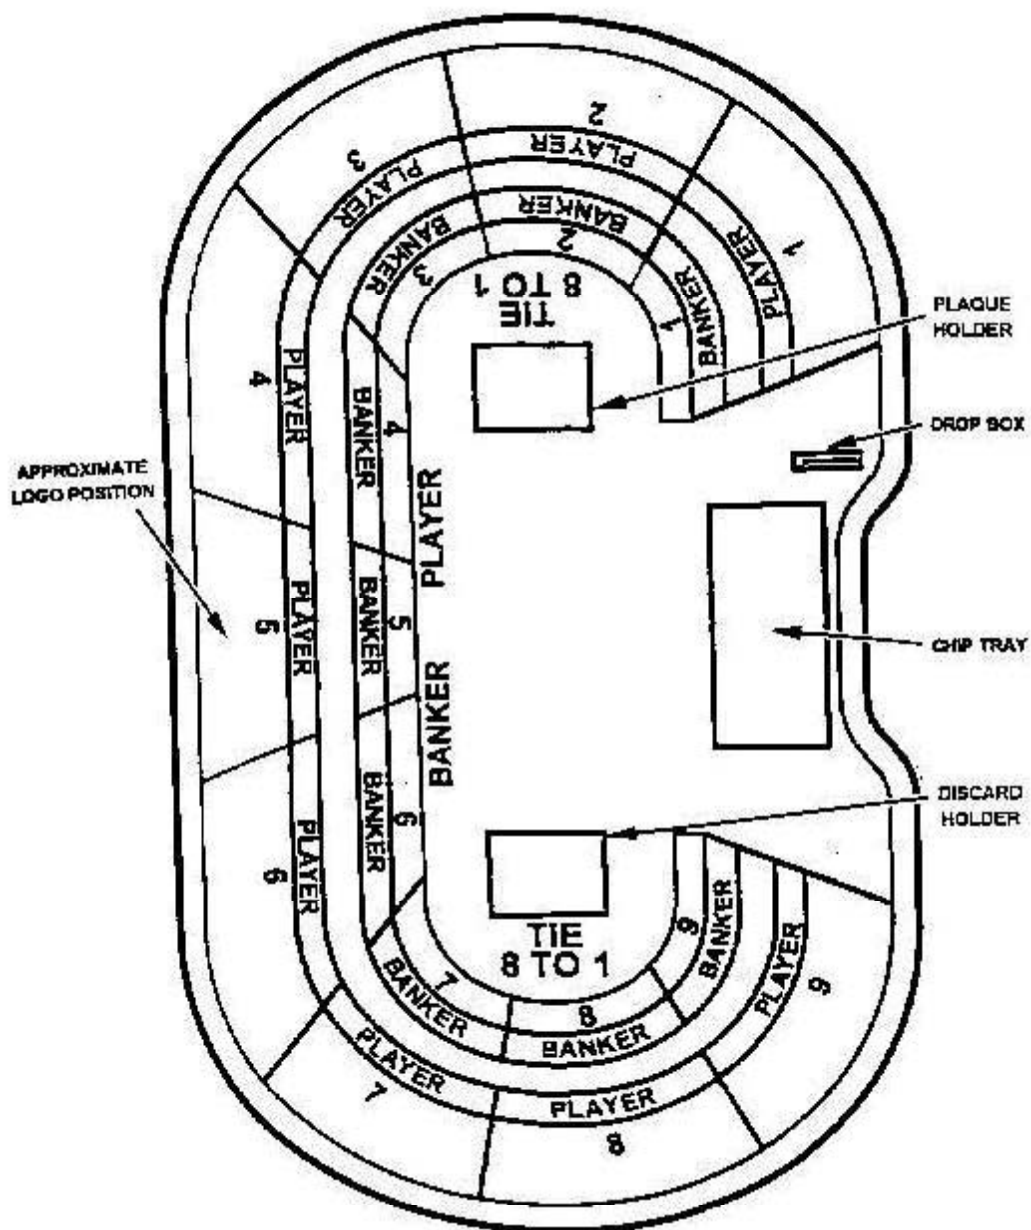 2
PLAYER
3
PLAYER
1
PLAYER
BANKER
2
BANKER
3
BANKER
1
TIE
8 TO 1
PLAQUE
HOLDER
DROP BOX
4
PLAYER
BANKER
4
PLAYER
APPROXIMATE
LOGO POSITION
5
PLAYER
BANKER
5
BANKER
CHIP TRAY
6
PLAYER
BANKER
6
DISCARD
HOLDER
TIE
8 TO 1
7
BANKER
8
BANKER
9
BANKER
PLAYER
9
PLAYER
7
PLAYER
8